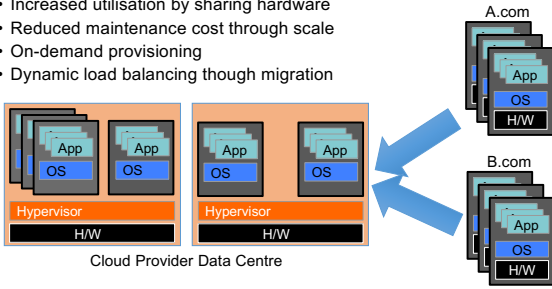 • Increased utilisation by sharing hardware
• Reduced maintenance cost through scale
• On-demand provisioning
• Dynamic load balancing though migration
A.com
App
OS
H/W
B.com
App
OS
H/W
App
OS
App
OS
Hypervisor
H/W
App
OS
App
OS
Hypervisor
H/W
Cloud Provider Data Centre